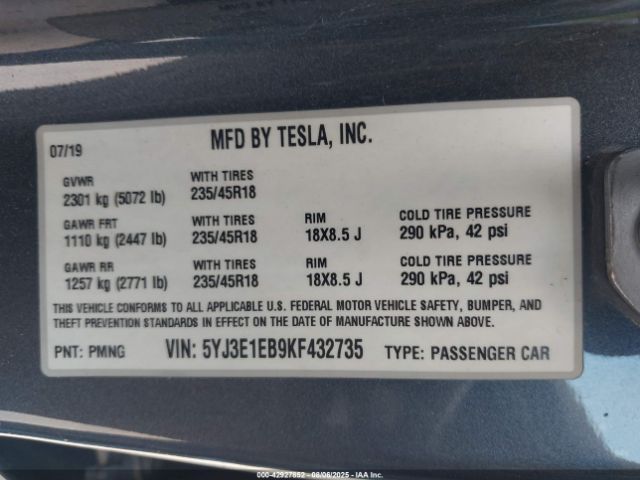 MFD BY TESLA, INC.
07/19
GVWR WITH TIRES
2301 kg (5072 lb) 235/45R18
GAWR FRT WITH TIRES RIM COLD TIRE PRESSURE
1110 kg (2447 lb) 235/45R18 18X8.5 J 290 kPa, 42 psi
GAWR RR WITH TIRES RIM COLD TIRE PRESSURE
1257 kg (2771 lb) 235/45R18 18X8.5 J 290 kPa, 42 psi
THIS VEHICLE CONFORMS TO ALL APPLICABLE U.S. FEDERAL MOTOR VEHICLE SAFETY, BUMPER, AND
THEFT PREVENTION STANDARDS IN EFFECT ON THE DATE OF MANUFACTURE SHOWN ABOVE.
PNT: PMNG VIN: 5YJ3E1EB9KF432735 TYPE: PASSENGER CAR
000-42927652 - 08/06/2025 - © IAA, Inc.